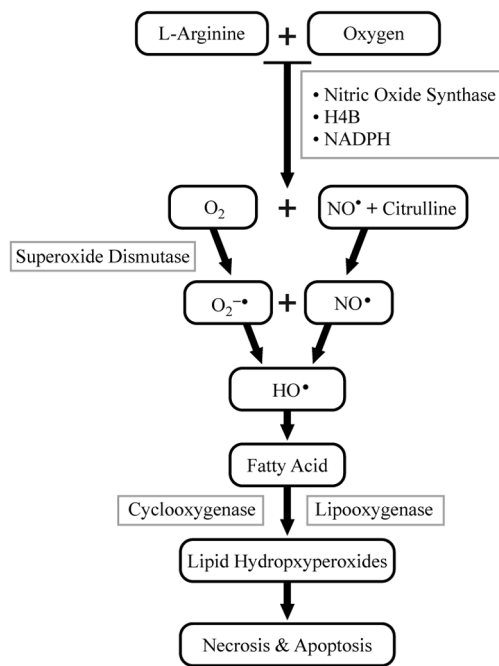 L-Arginine + Oxygen
• Nitric Oxide Synthase
• H4B
• NADPH
O₂ + NO• + Citrulline
Superoxide Dismutase
O₂⁻• + NO•
HO•
Fatty Acid
Cyclooxygenase Lipooxygenase
Lipid Hydropxyperoxides
Necrosis & Apoptosis